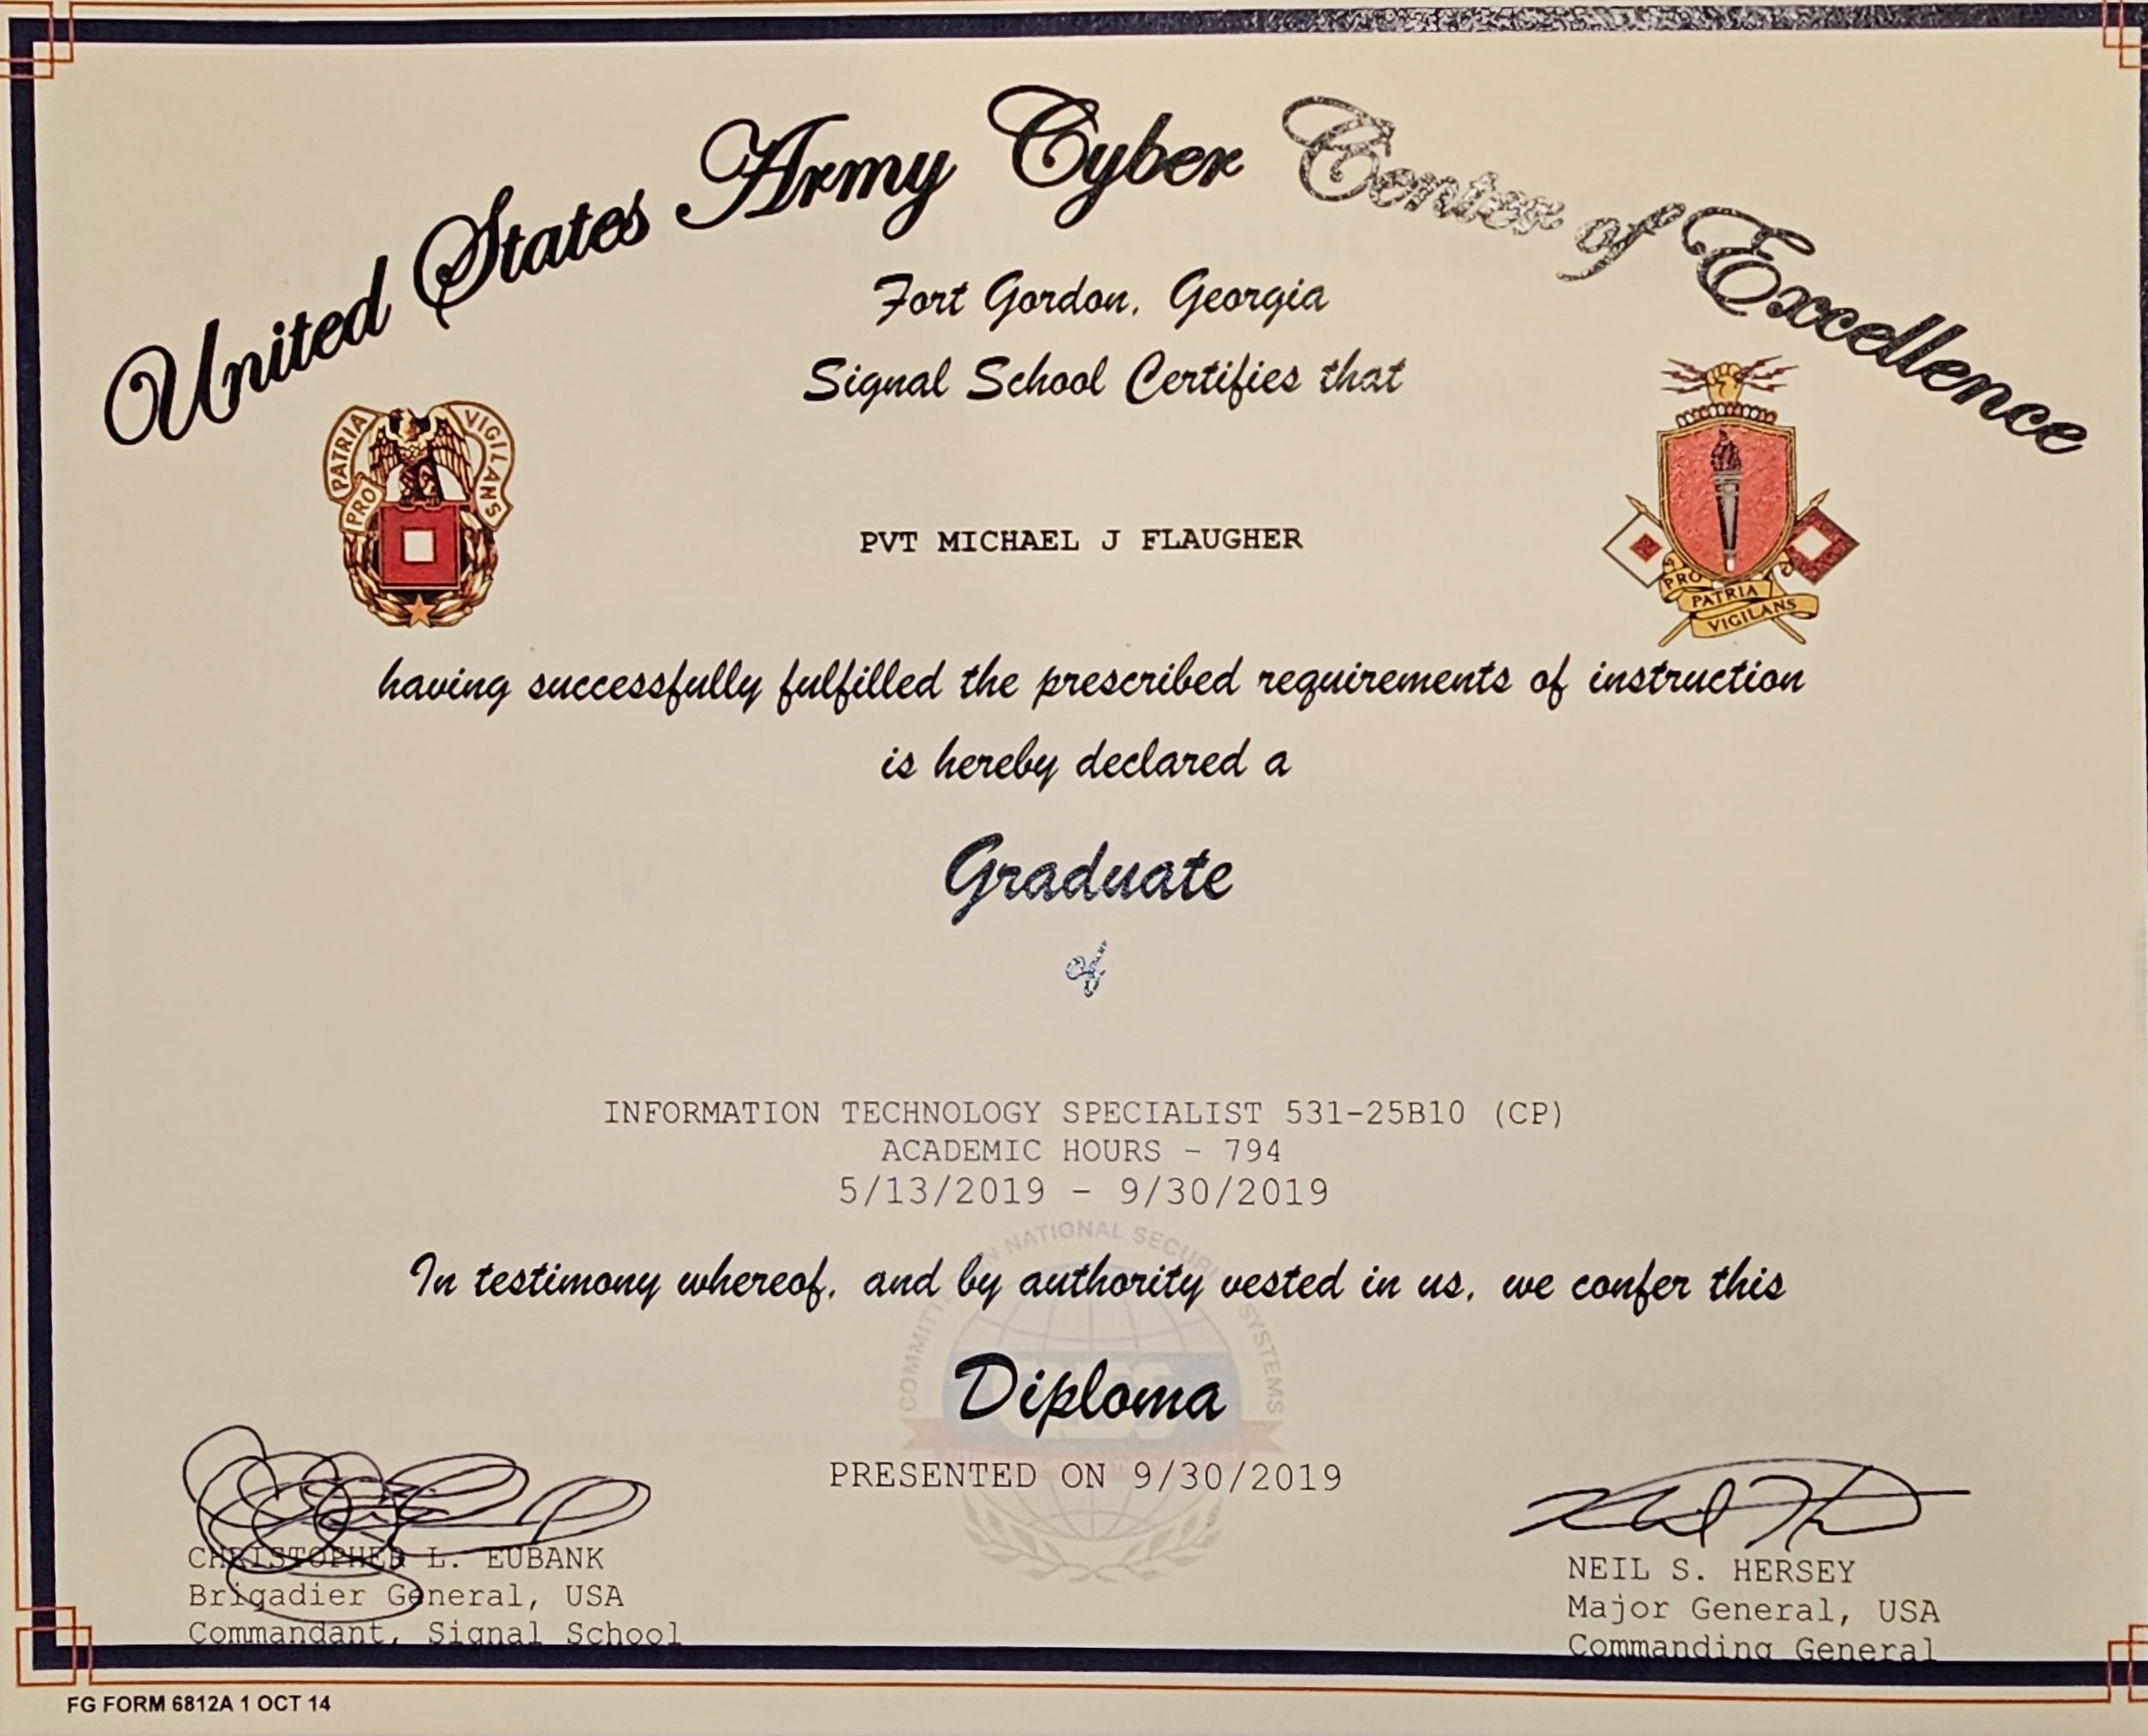 United States Army Cyber Center of Excellence
Fort Gordon, Georgia
Signal School Certifies that
PRO PATRIA VIGILANS
PRO
PATRIA
VIGILANS
PVT MICHAEL J FLAUGHER
having successfully fulfilled the prescribed requirements of instruction
is hereby declared a
Graduate
of
INFORMATION TECHNOLOGY SPECIALIST 531-25B10 (CP)
ACADEMIC HOURS - 794
5/13/2019 - 9/30/2019
NATIONAL SECURITY SYSTEMS
In testimony whereof, and by authority vested in us, we confer this
Diploma
PRESENTED ON 9/30/2019
CHRISTOPHER L. EUBANK
Brigadier General, USA
Commandant, Signal School
NEIL S. HERSEY
Major General, USA
Commanding General
FG FORM 6812A 1 OCT 14